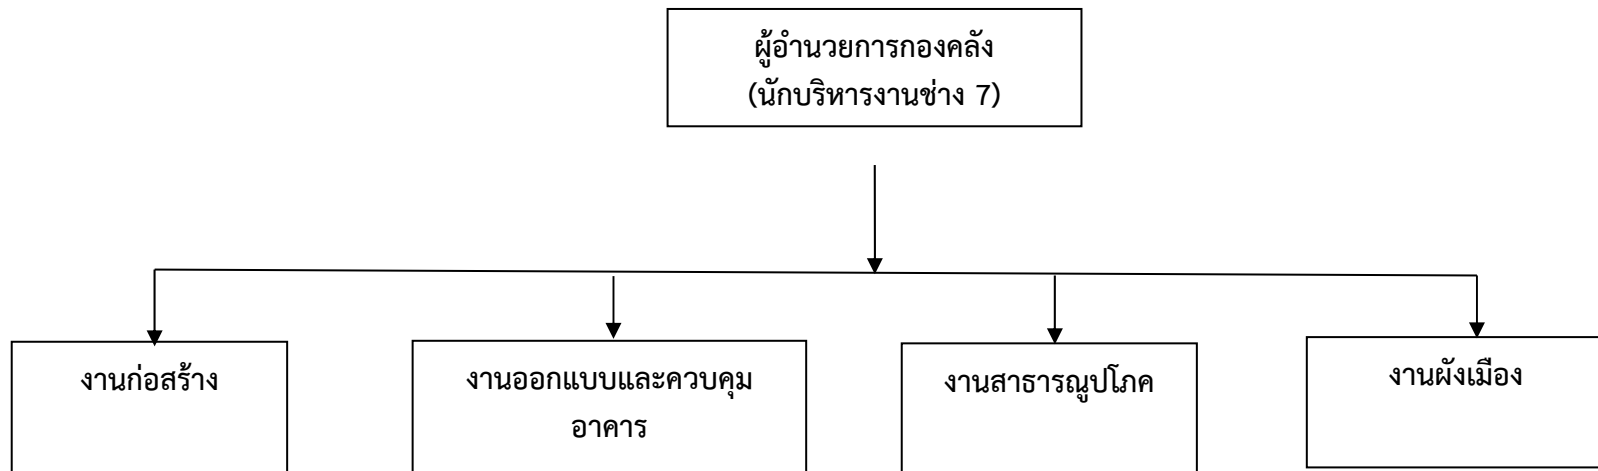 ผู้อำนวยการกองคลัง
(นักบริหารงานช่าง 7)
งานก่อสร้าง
งานออกแบบและควบคุม
อาคาร
งานสาธารณูปโภค
งานผังเมือง